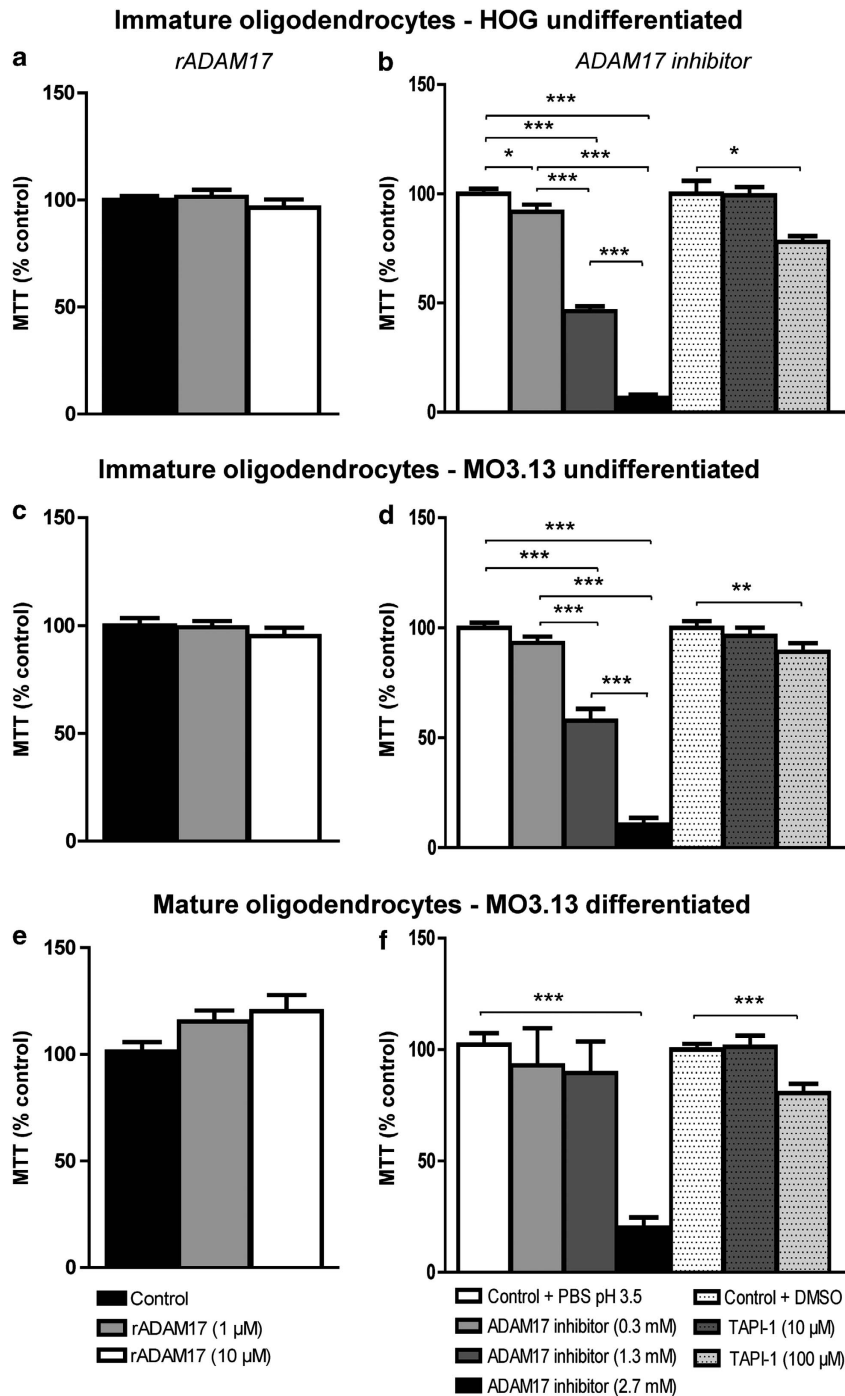 Immature oligodendrocytes - HOG undifferentiated
a rADAM17
b ADAM17 inhibitor
MTT (% control)
150
100
50
0
MTT (% control)
150
100
50
0
***
***
* ***
***
***
*
Immature oligodendrocytes - MO3.13 undifferentiated
c
MTT (% control)
150
100
50
0
d
MTT (% control)
150
100
50
0
***
***
***
***
***
**
Mature oligodendrocytes - MO3.13 differentiated
e
MTT (% control)
150
100
50
0
f
MTT (% control)
150
100
50
0
***
***
Control
rADAM17 (1 µM)
rADAM17 (10 µM)
Control + PBS pH 3.5
ADAM17 inhibitor (0.3 mM)
ADAM17 inhibitor (1.3 mM)
ADAM17 inhibitor (2.7 mM)
Control + DMSO
TAPI-1 (10 µM)
TAPI-1 (100 µM)